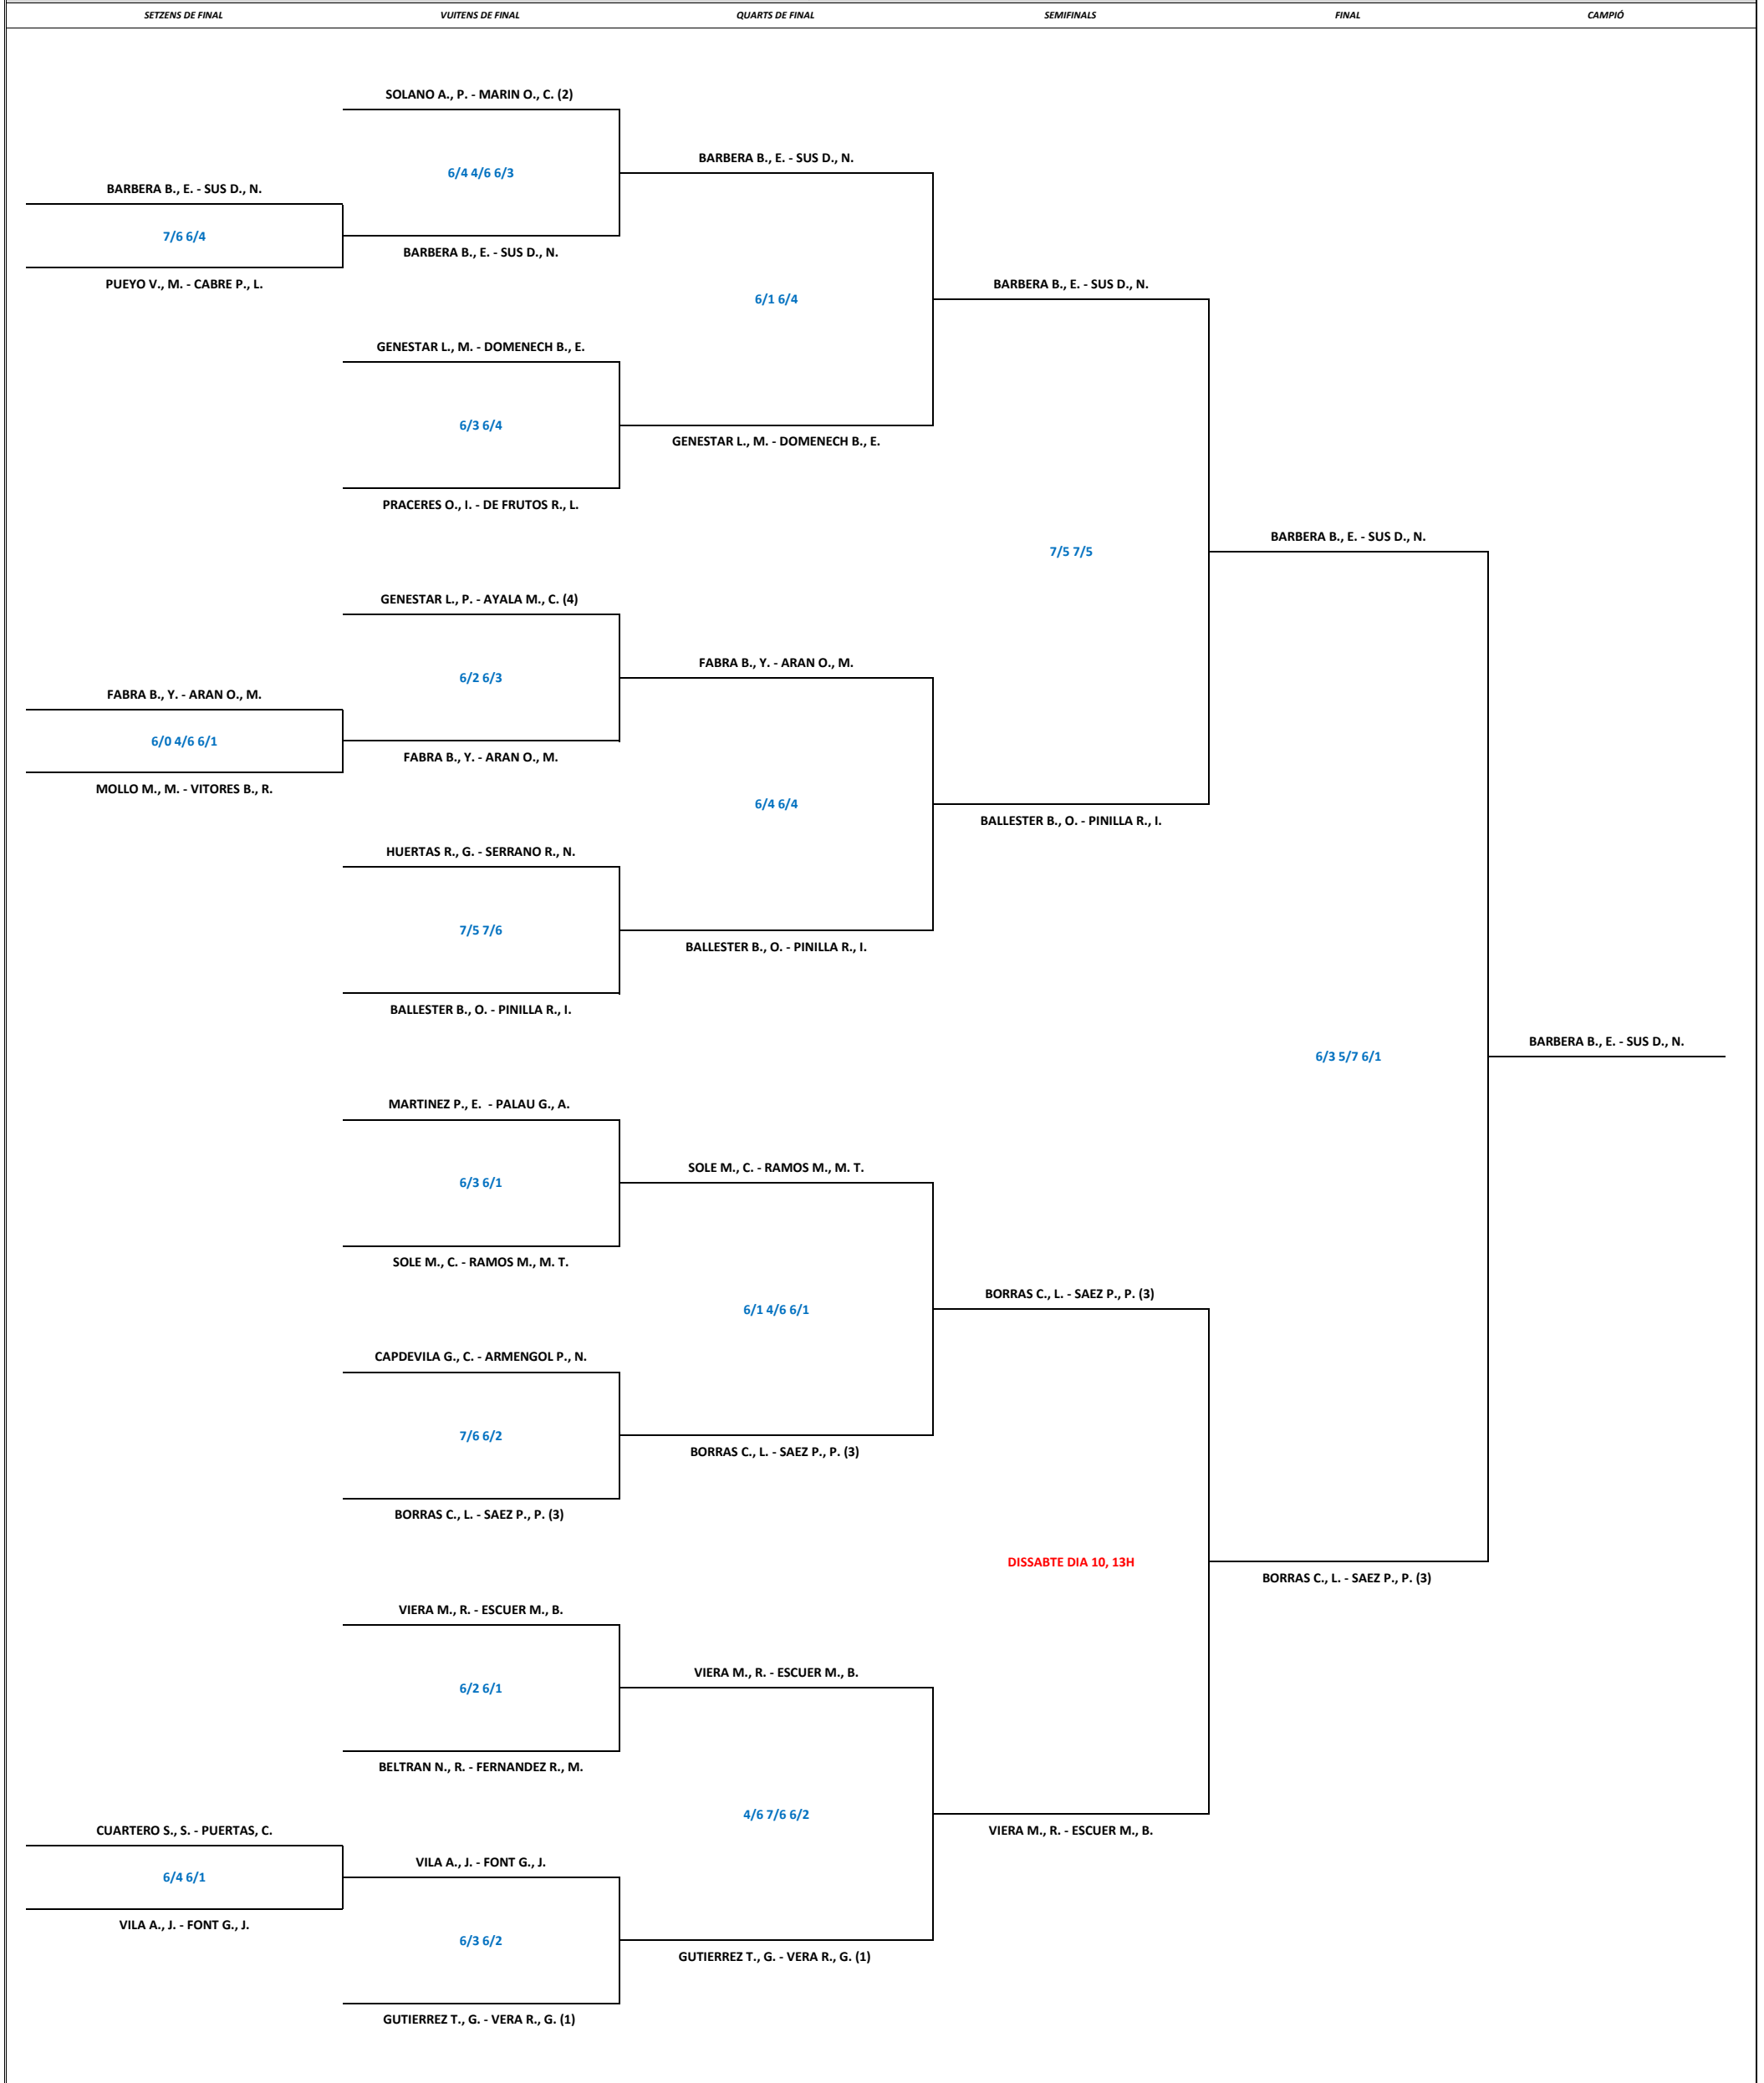 SETZENS DE FINAL VUITENS DE FINAL QUARTS DE FINAL SEMIFINALS FINAL CAMPIÓ
SOLANO A., P. - MARIN O., C. (2)
BARBERA B., E. - SUS D., N.
6/4 4/6 6/3
BARBERA B., E. - SUS D., N.
7/6 6/4
BARBERA B., E. - SUS D., N.
PUEYO V., M. - CABRE P., L.
BARBERA B., E. - SUS D., N.
6/1 6/4
GENESTAR L., M. - DOMENECH B., E.
6/3 6/4
GENESTAR L., M. - DOMENECH B., E.
PRACERES O., I. - DE FRUTOS R., L.
BARBERA B., E. - SUS D., N.
7/5 7/5
GENESTAR L., P. - AYALA M., C. (4)
FABRA B., Y. - ARAN O., M.
6/2 6/3
FABRA B., Y. - ARAN O., M.
6/0 4/6 6/1
FABRA B., Y. - ARAN O., M.
MOLLO M., M. - VITORES B., R.
6/4 6/4
BALLESTER B., O. - PINILLA R., I.
HUERTAS R., G. - SERRANO R., N.
7/5 7/6
BALLESTER B., O. - PINILLA R., I.
BALLESTER B., O. - PINILLA R., I.
BARBERA B., E. - SUS D., N.
6/3 5/7 6/1
MARTINEZ P., E. - PALAU G., A.
SOLE M., C. - RAMOS M., M. T.
6/3 6/1
SOLE M., C. - RAMOS M., M. T.
BORRAS C., L. - SAEZ P., P. (3)
6/1 4/6 6/1
CAPDEVILA G., C. - ARMENGOL P., N.
7/6 6/2
BORRAS C., L. - SAEZ P., P. (3)
BORRAS C., L. - SAEZ P., P. (3)
DISSABTE DIA 10, 13H
BORRAS C., L. - SAEZ P., P. (3)
VIERA M., R. - ESCUER M., B.
VIERA M., R. - ESCUER M., B.
6/2 6/1
BELTRAN N., R. - FERNANDEZ R., M.
4/6 7/6 6/2
CUARTERO S., S. - PUERTAS, C.
VIERA M., R. - ESCUER M., B.
VILA A., J. - FONT G., J.
6/4 6/1
VILA A., J. - FONT G., J.
6/3 6/2
GUTIERREZ T., G. - VERA R., G. (1)
GUTIERREZ T., G. - VERA R., G. (1)